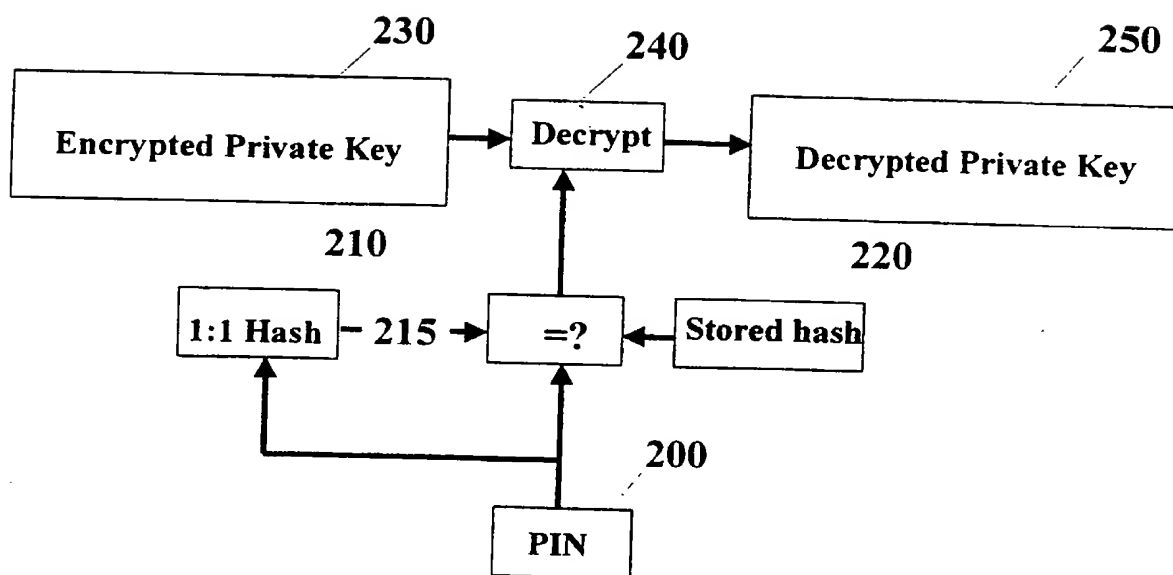 230
240
250
Encrypted Private Key
Decrypt
Decrypted Private Key
210
220
1:1 Hash
215
=?
Stored hash
200
PIN